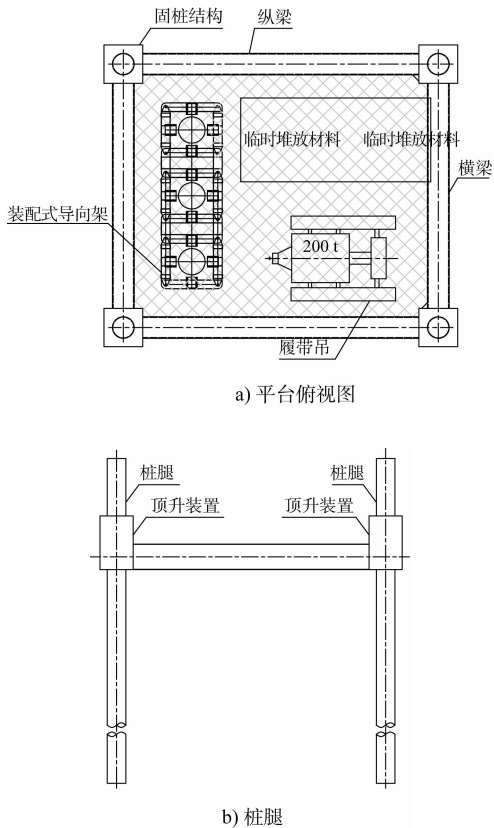 固桩结构
纵梁
临时堆放材料
临时堆放材料
横梁
装配式导向架
200 t
履带吊
a) 平台俯视图
桩腿
桩腿
顶升装置
顶升装置
b) 桩腿